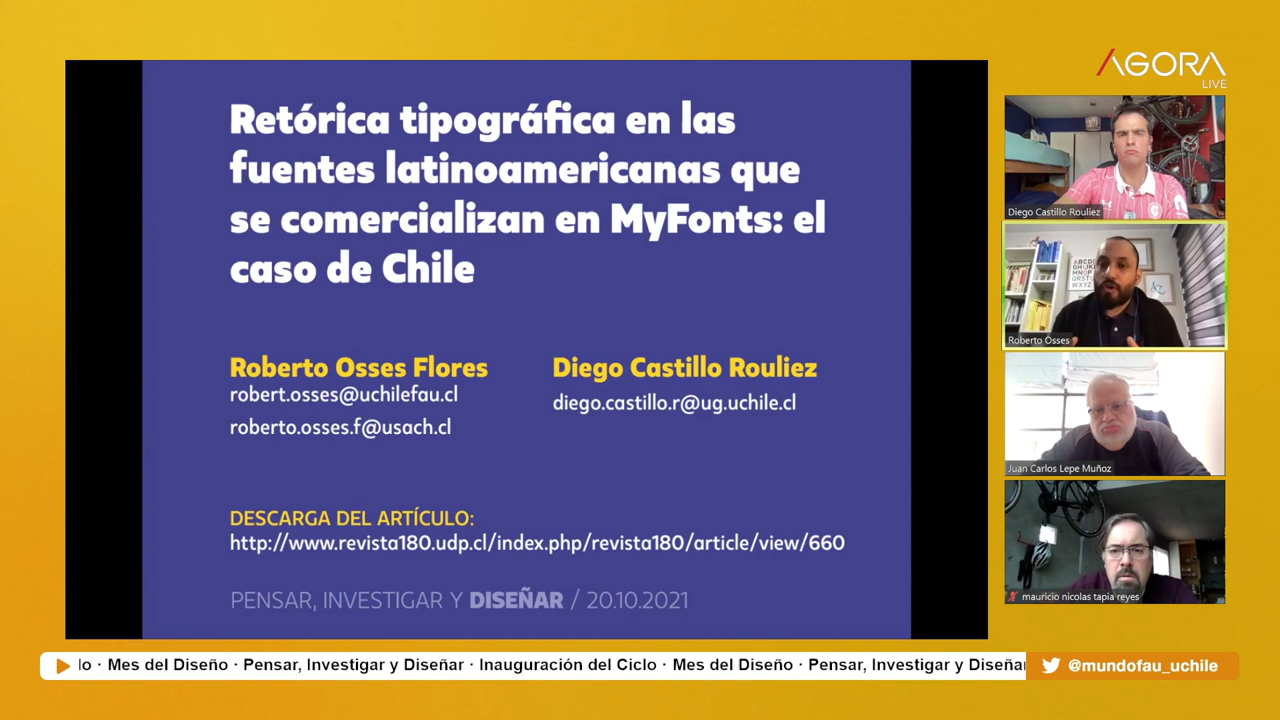 AGORA
LIVE
Retórica tipográfica en las
fuentes latinoamericanas que
se comercializan en MyFonts: el
caso de Chile
Roberto Osses Flores
robert.osses@uchilefau.cl
roberto.osses.f@usach.cl
Diego Castillo Rouliez
diego.castillo.r@ug.uchile.cl
DESCARGA DEL ARTÍCULO:
http://www.revista180.udp.cl/index.php/revista180/article/view/660
PENSAR, INVESTIGAR Y DISEÑAR / 20.10.2021
Diego Castillo Rouliez
ABCDE
Roberto Osses
Juan Carlos Lepe Muñoz
mauricio nicolas tapia reyes
lo · Mes del Diseño · Pensar, Investigar y Diseñar · Inauguración del Ciclo · Mes del Diseño · Pensar, Investigar y Diseñar
@mundofau_uchile